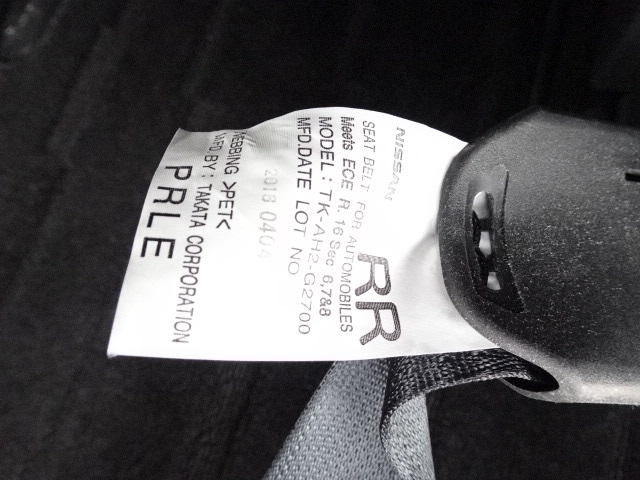 NISSAN
SEAT BELT FOR AUTOMOBILES
Meets ECE R.16 Sec 6,7&8
MODEL: TK-AH2-G2700
MFD.DATE LOT NO
RR
2018 0404
WEBBING >PET<
MFD.BY: TAKATA CORPORATION
PRLE